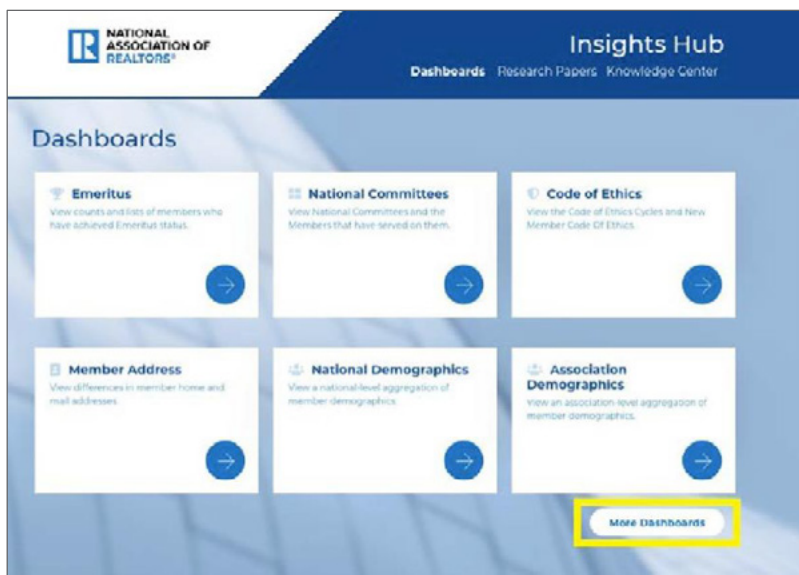 NATIONAL
ASSOCIATION OF
REALTORS®
Insights Hub
Dashboards Research Papers Knowledge Center
Dashboards
Emeritus
View counts and lists of members who
have achieved Emeritus status.
National Committees
View National Committees and the
Members that have served on them.
Code of Ethics
View the Code of Ethics Cycles and New
Member Code Of Ethics.
Member Address
View differences in member home and
mail addresses.
National Demographics
View a national-level aggregation of
member demographics.
Association
Demographics
View an association-level aggregation of
member demographics.
More Dashboards